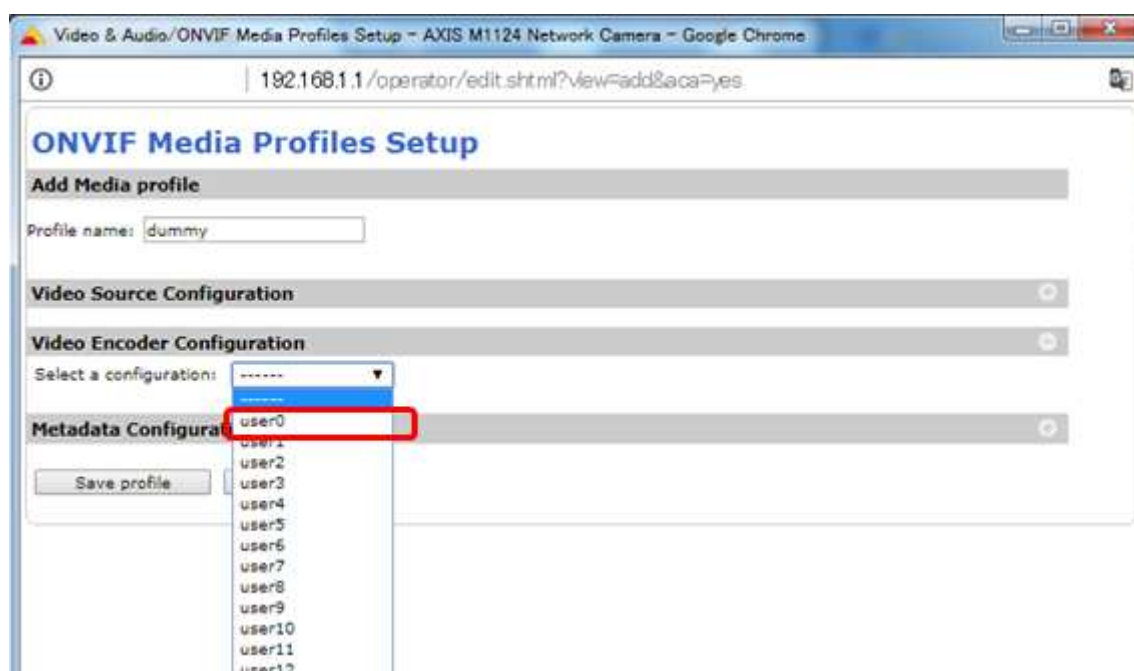 Video & Audio/ONVIF Media Profiles Setup - AXIS M1124 Network Camera - Google Chrome
192.168.1.1/operator/edit.shtml?view=add&aca=yes
ONVIF Media Profiles Setup
Add Media profile
Profile name: dummy
Video Source Configuration
Video Encoder Configuration
Select a configuration: ------
------
user0
Metadata Configurati
user1
user2
Save profile
user3
user4
user5
user6
user7
user8
user9
user10
user11
user12